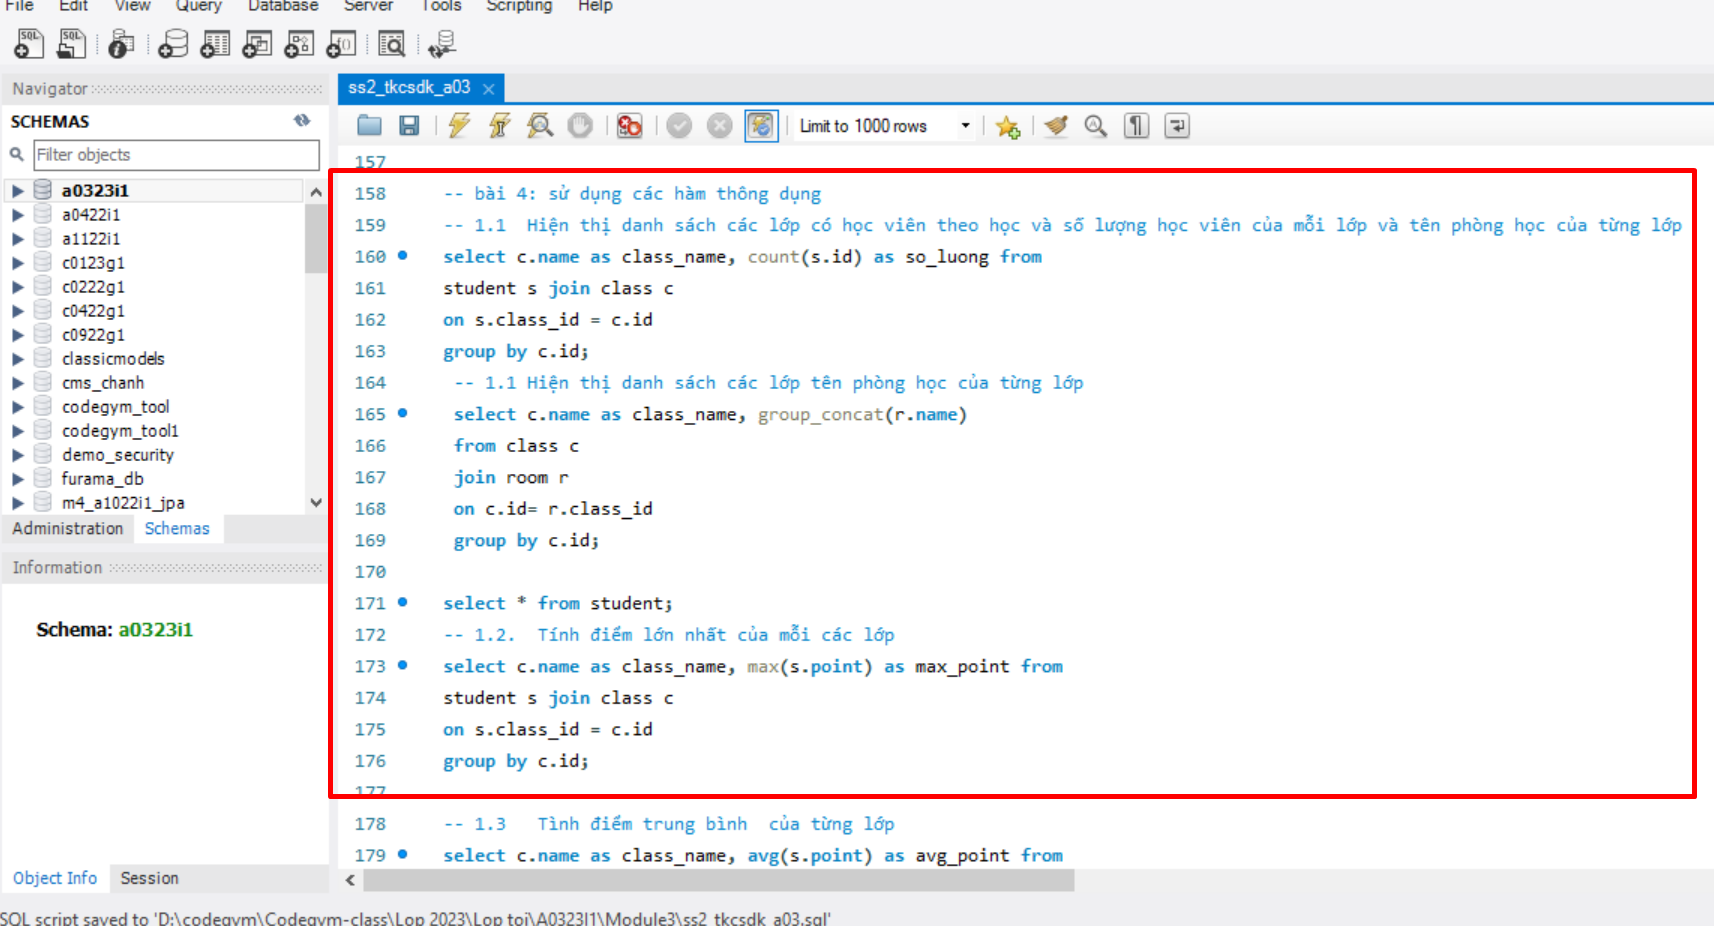 File Edit View Query Database Server Tools Scripting Help
Navigator
SCHEMAS
Filter objects
a0323i1
a0422i1
a1122i1
c0123g1
c0222g1
c0422g1
c0922g1
classicmodels
cms_chanh
codegym_tool
codegym_tool1
demo_security
furama_db
m4_a1022i1_jpa
Administration Schemas
Information
Schema: a0323i1
Object Info Session
ss2_tkcsdk_a03
Limit to 1000 rows
157
158 -- bài 4: sử dụng các hàm thông dụng
159 -- 1.1 Hiện thị danh sách các lớp có học viên theo học và số lượng học viên của mỗi lớp và tên phòng học của từng lớp
160 select c.name as class_name, count(s.id) as so_luong from
161 student s join class c
162 on s.class_id = c.id
163 group by c.id;
164 -- 1.1 Hiện thị danh sách các lớp tên phòng học của từng lớp
165 select c.name as class_name, group_concat(r.name)
166 from class c
167 join room r
168 on c.id= r.class_id
169 group by c.id;
170
171 select * from student;
172 -- 1.2. Tính điểm lớn nhất của mỗi các lớp
173 select c.name as class_name, max(s.point) as max_point from
174 student s join class c
175 on s.class_id = c.id
176 group by c.id;
177
178 -- 1.3 Tình điểm trung bình của từng lớp
179 select c.name as class_name, avg(s.point) as avg_point from
SQL script saved to 'D:\codegym\Codegym-class\Lop 2023\Lop toi\A0323I1\Module3\ss2_tkcsdk_a03.sql'